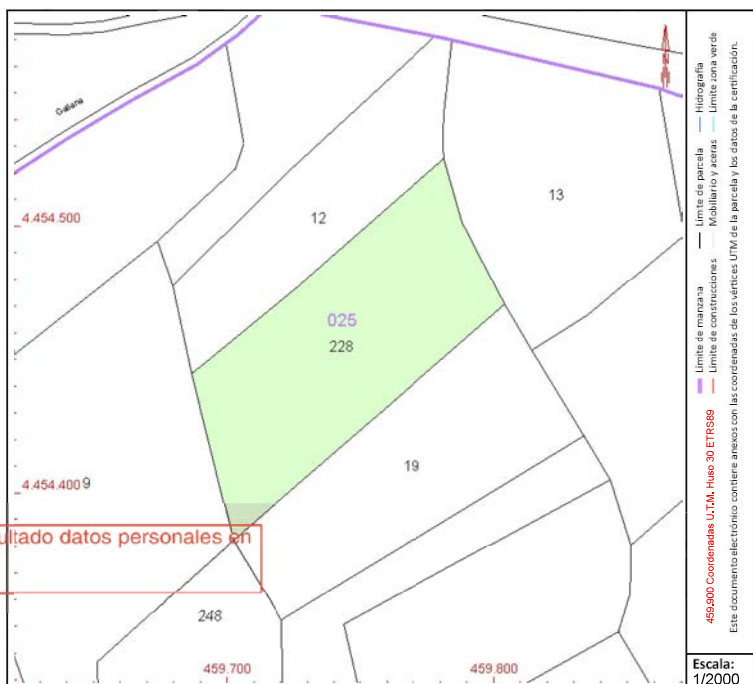 Galiana
4.454.500
12
13
025
228
19
4.454.400
9
ultado datos personales en
248
459.700
459.800
Límite de manzana
Límite de parcela
Hidrografía
459.900 Coordenadas U.T.M. Huso 30 ETRS89
Límite de construcciones
Mobiliario y aceras
Límite zona verde
Este documento electrónico contiene anexos con las coordenadas de los vértices UTM de la parcela y los datos de la certificación.
Escala:
1/2000